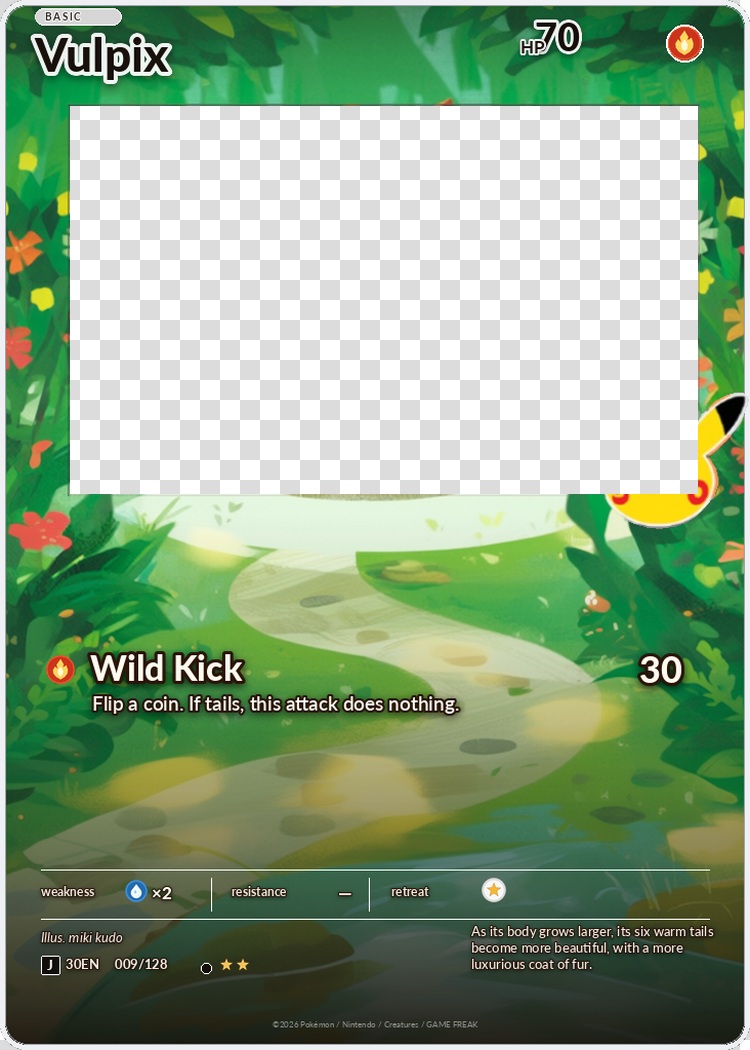 BASIC
Vulpix
HP70
Wild Kick 30
Flip a coin. If tails, this attack does nothing.
weakness ×2 resistance – retreat
Illus. miki kudo
J 30EN 009/128
As its body grows larger, its six warm tails
become more beautiful, with a more
luxurious coat of fur.
©2026 Pokémon / Nintendo / Creatures / GAME FREAK